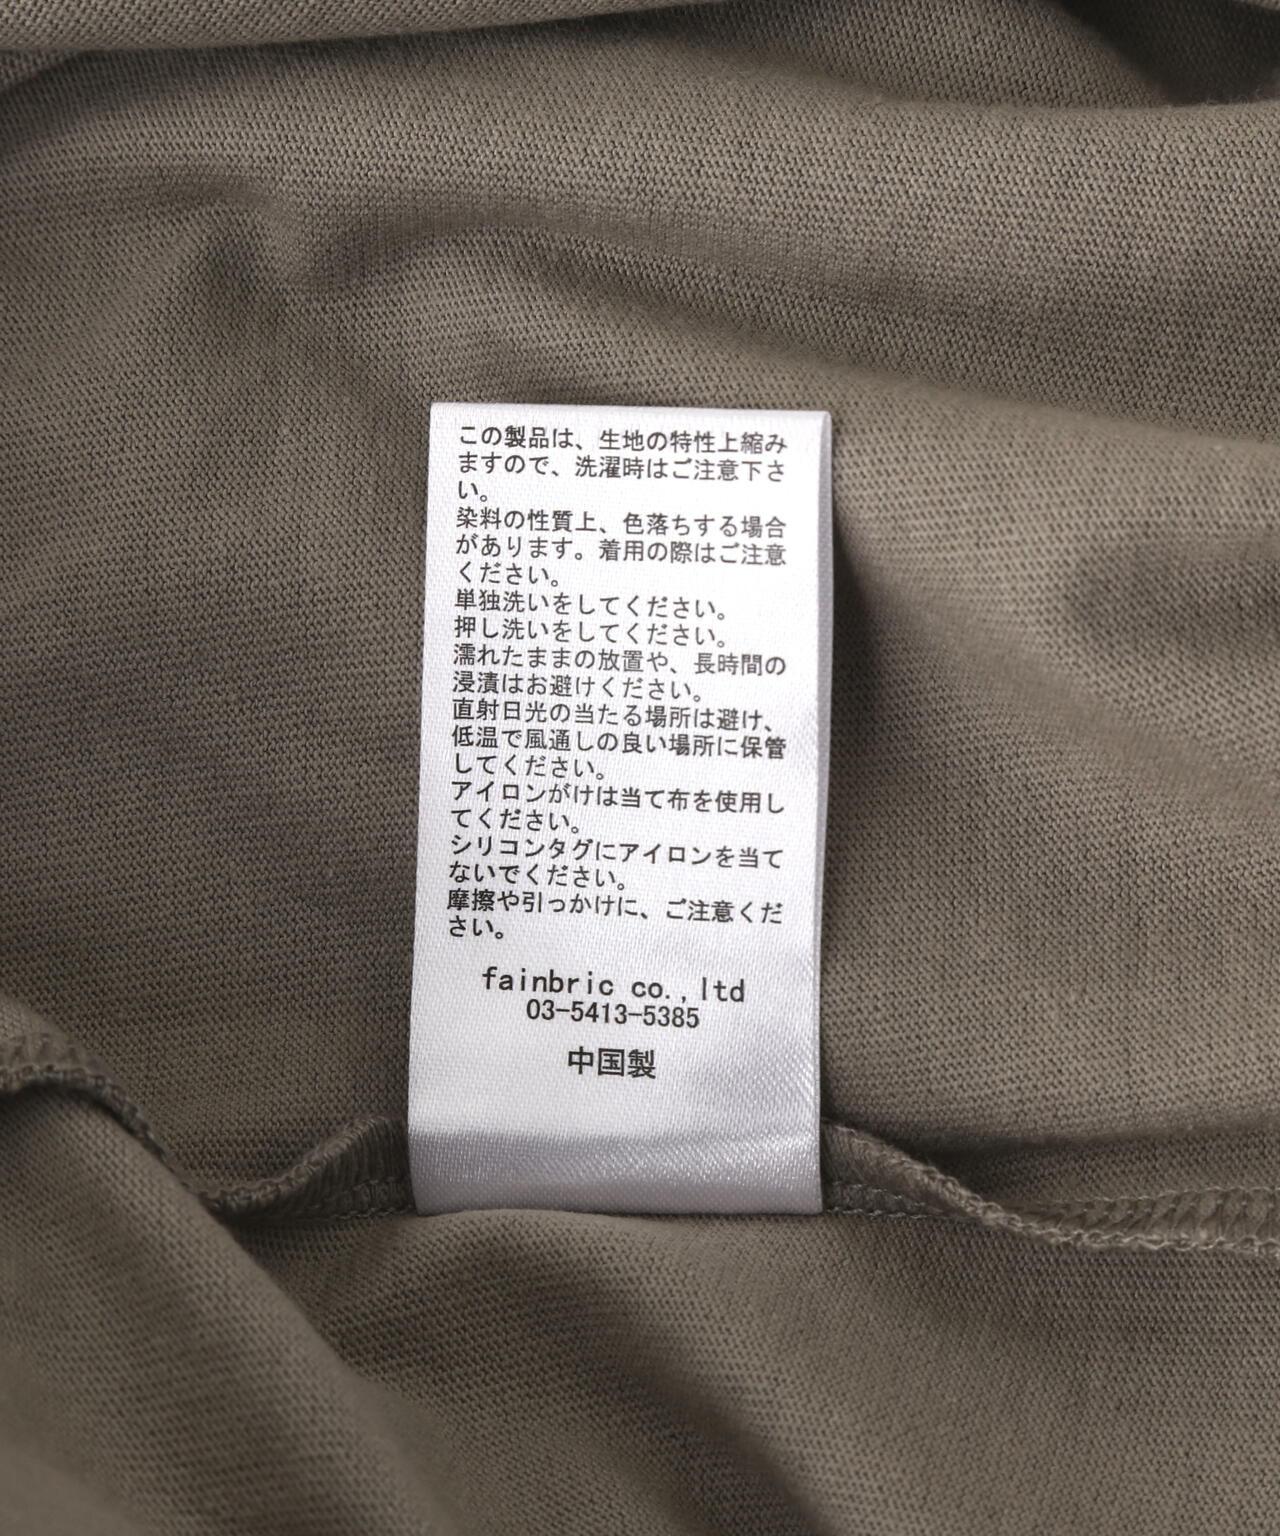 この製品は、生地の特性上縮み
ますので、洗濯時はご注意下さ
い。
染料の性質上、色落ちする場合
があります。着用の際はご注意
ください。
単独洗いをしてください。
押し洗いをしてください。
濡れたままの放置や、長時間の
浸漬はお避けください。
直射日光の当たる場所は避け、
低温で風通しの良い場所に保管
してください。
アイロンがけは当て布を使用し
てください。
シリコンタグにアイロンを当て
ないでください。
摩擦や引っかけに、ご注意くだ
さい。
fainbric co.,ltd
03-5413-5385
中国製